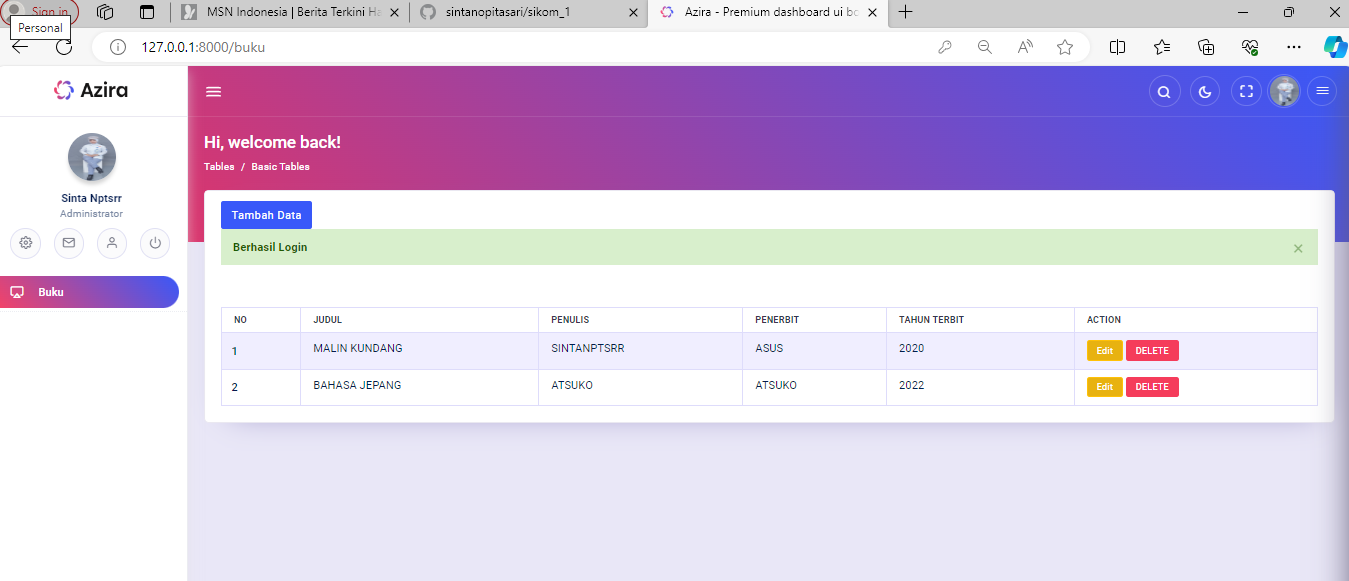 Sign in
MSN Indonesia | Berita Terkini Ha
sintanopitasari/sikom_1
Azira - Premium dashboard ui bo
Personal
127.0.0.1:8000/buku
Azira
Hi, welcome back!
Tables / Basic Tables
Sinta Nptsrr
Administrator
Buku
Tambah Data
Berhasil Login
×
NO JUDUL PENULIS PENERBIT TAHUN TERBIT ACTION
1 MALIN KUNDANG SINTANPTSRR ASUS 2020 Edit DELETE
2 BAHASA JEPANG ATSUKO ATSUKO 2022 Edit DELETE